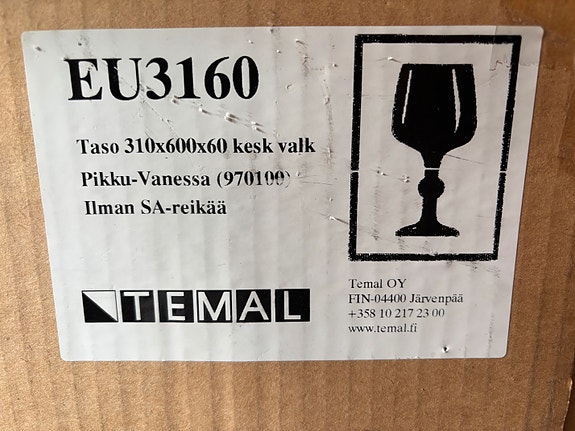 EU3160
Taso 310x600x60 kesk valk
Pikku-Vanessa (970100)
Ilman SA-reikää
TEMAL
Temal OY
FIN-04400 Järvenpää
+358 10 217 23 00
www.temal.fi